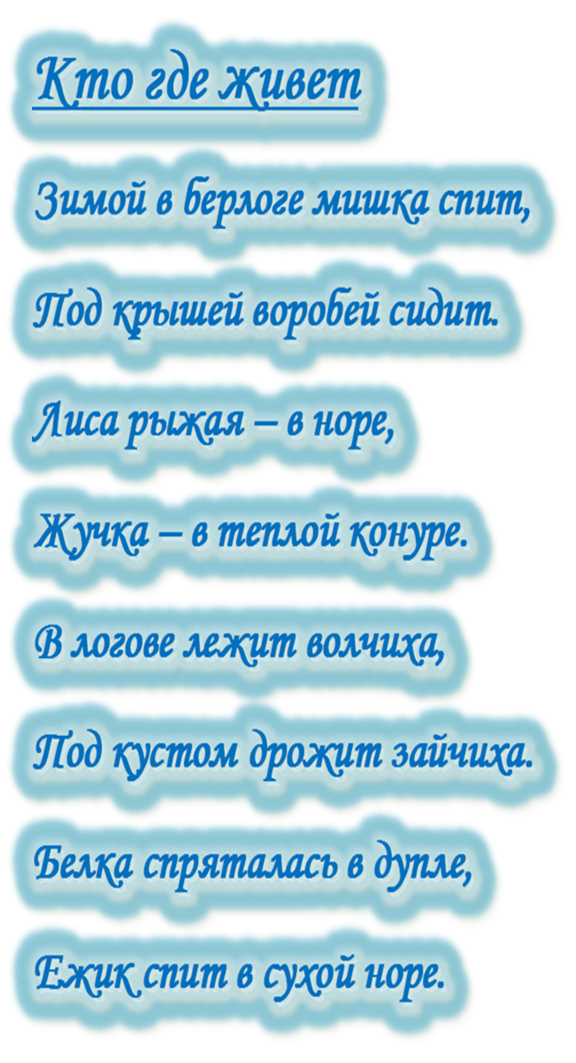 Кто где живет
Зимой в берлоге мишка спит,
Под крышей воробей сидит.
Лиса рыжая – в норе,
Жучка – в теплой конуре.
В логове лежит волчиха,
Под кустом дрожит зайчиха.
Белка спряталась в дупле,
Ежик спит в сухой норе.